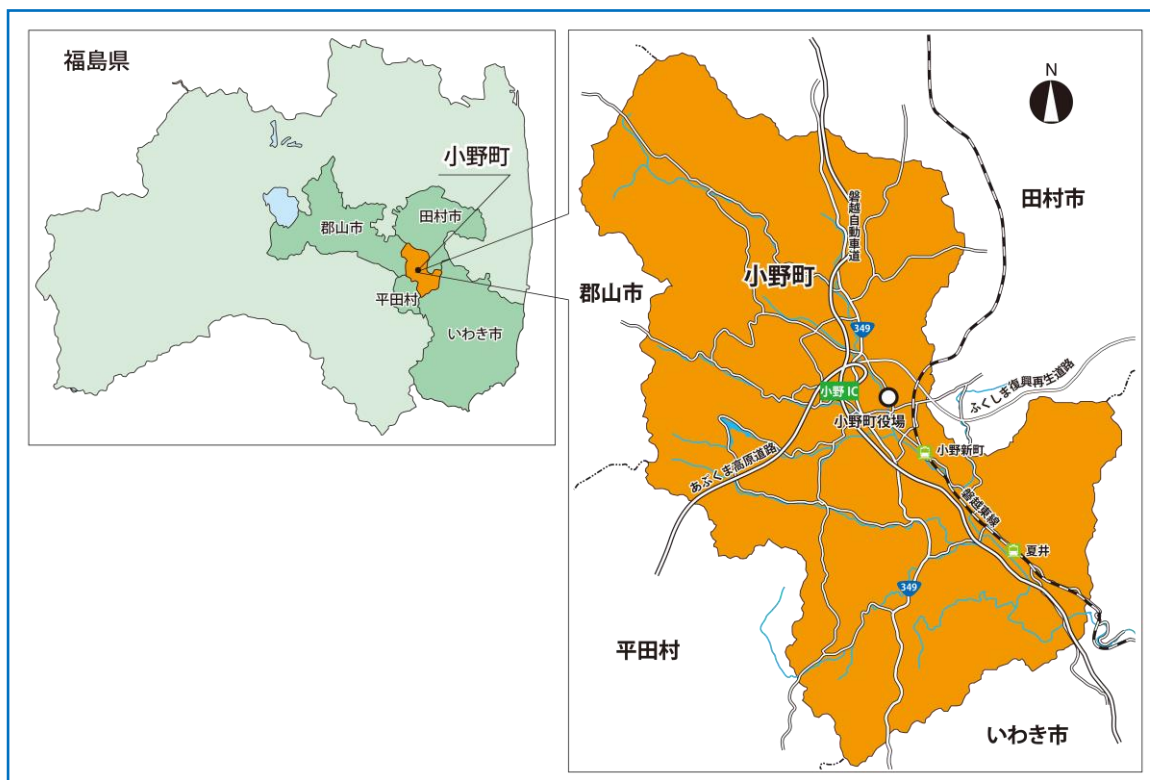 福島県
小野町
郡山市
田村市
平田村
いわき市
N
田村市
磐越自動車道
小野町
郡山市
349
ふくしま復興再生道路
小野IC
小野町役場
小野新町
あぶくま高原道路
磐越東線
夏井
349
平田村
いわき市